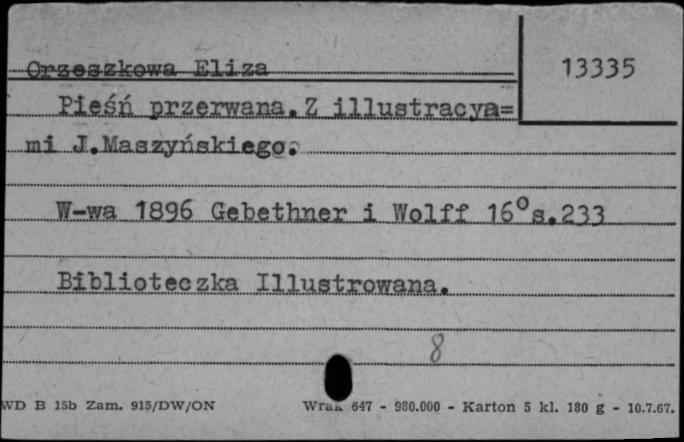 Orzeszkowa Eliza
13335
Pieśń przerwana. Z illustracya=
mi J.Maszyńskiego.
W-wa 1896 Gebethner i Wolff 16° s.233
Biblioteczka Illustrowana.
8
WD B 15b Zam. 915/DW/ON
Wrak 647 - 980.000 - Karton 5 kl. 180 g - 10.7.67.